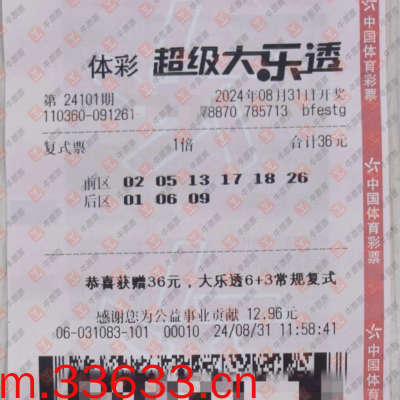 体彩 超级大乐透
第 24101期 2024年08月31日开奖
110360-091261 78870 785713 bfestg
复式票 1倍 合计36元
前区 02 05 13 17 18 26
后区 01 06 09
恭喜获赠36元，大乐透6+3常规复式
感谢您为公益事业贡献 12.96元
06-031083-101 00010 24/08/31 11:58:41
中国体育彩票
中国体育彩票
中国体育彩票
m.33633.cn